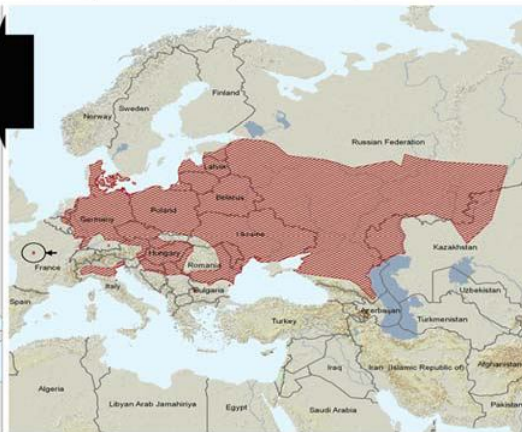 Finland
Norway
Sweden
Russian Federation
Latvia
Belarus
Germany
Poland
Ukraine
Kazakhstan
Hungary
France
Romania
Uzbekistan
Italy
Bulgaria
Spain
Azerbaijan
Turkey
Turkmenistan
Iraq
Iran (Islamic Republic of)
Afghanistan
Algeria
Libyan Arab Jamahiriya
Egypt
Saudi Arabia
Pakistan